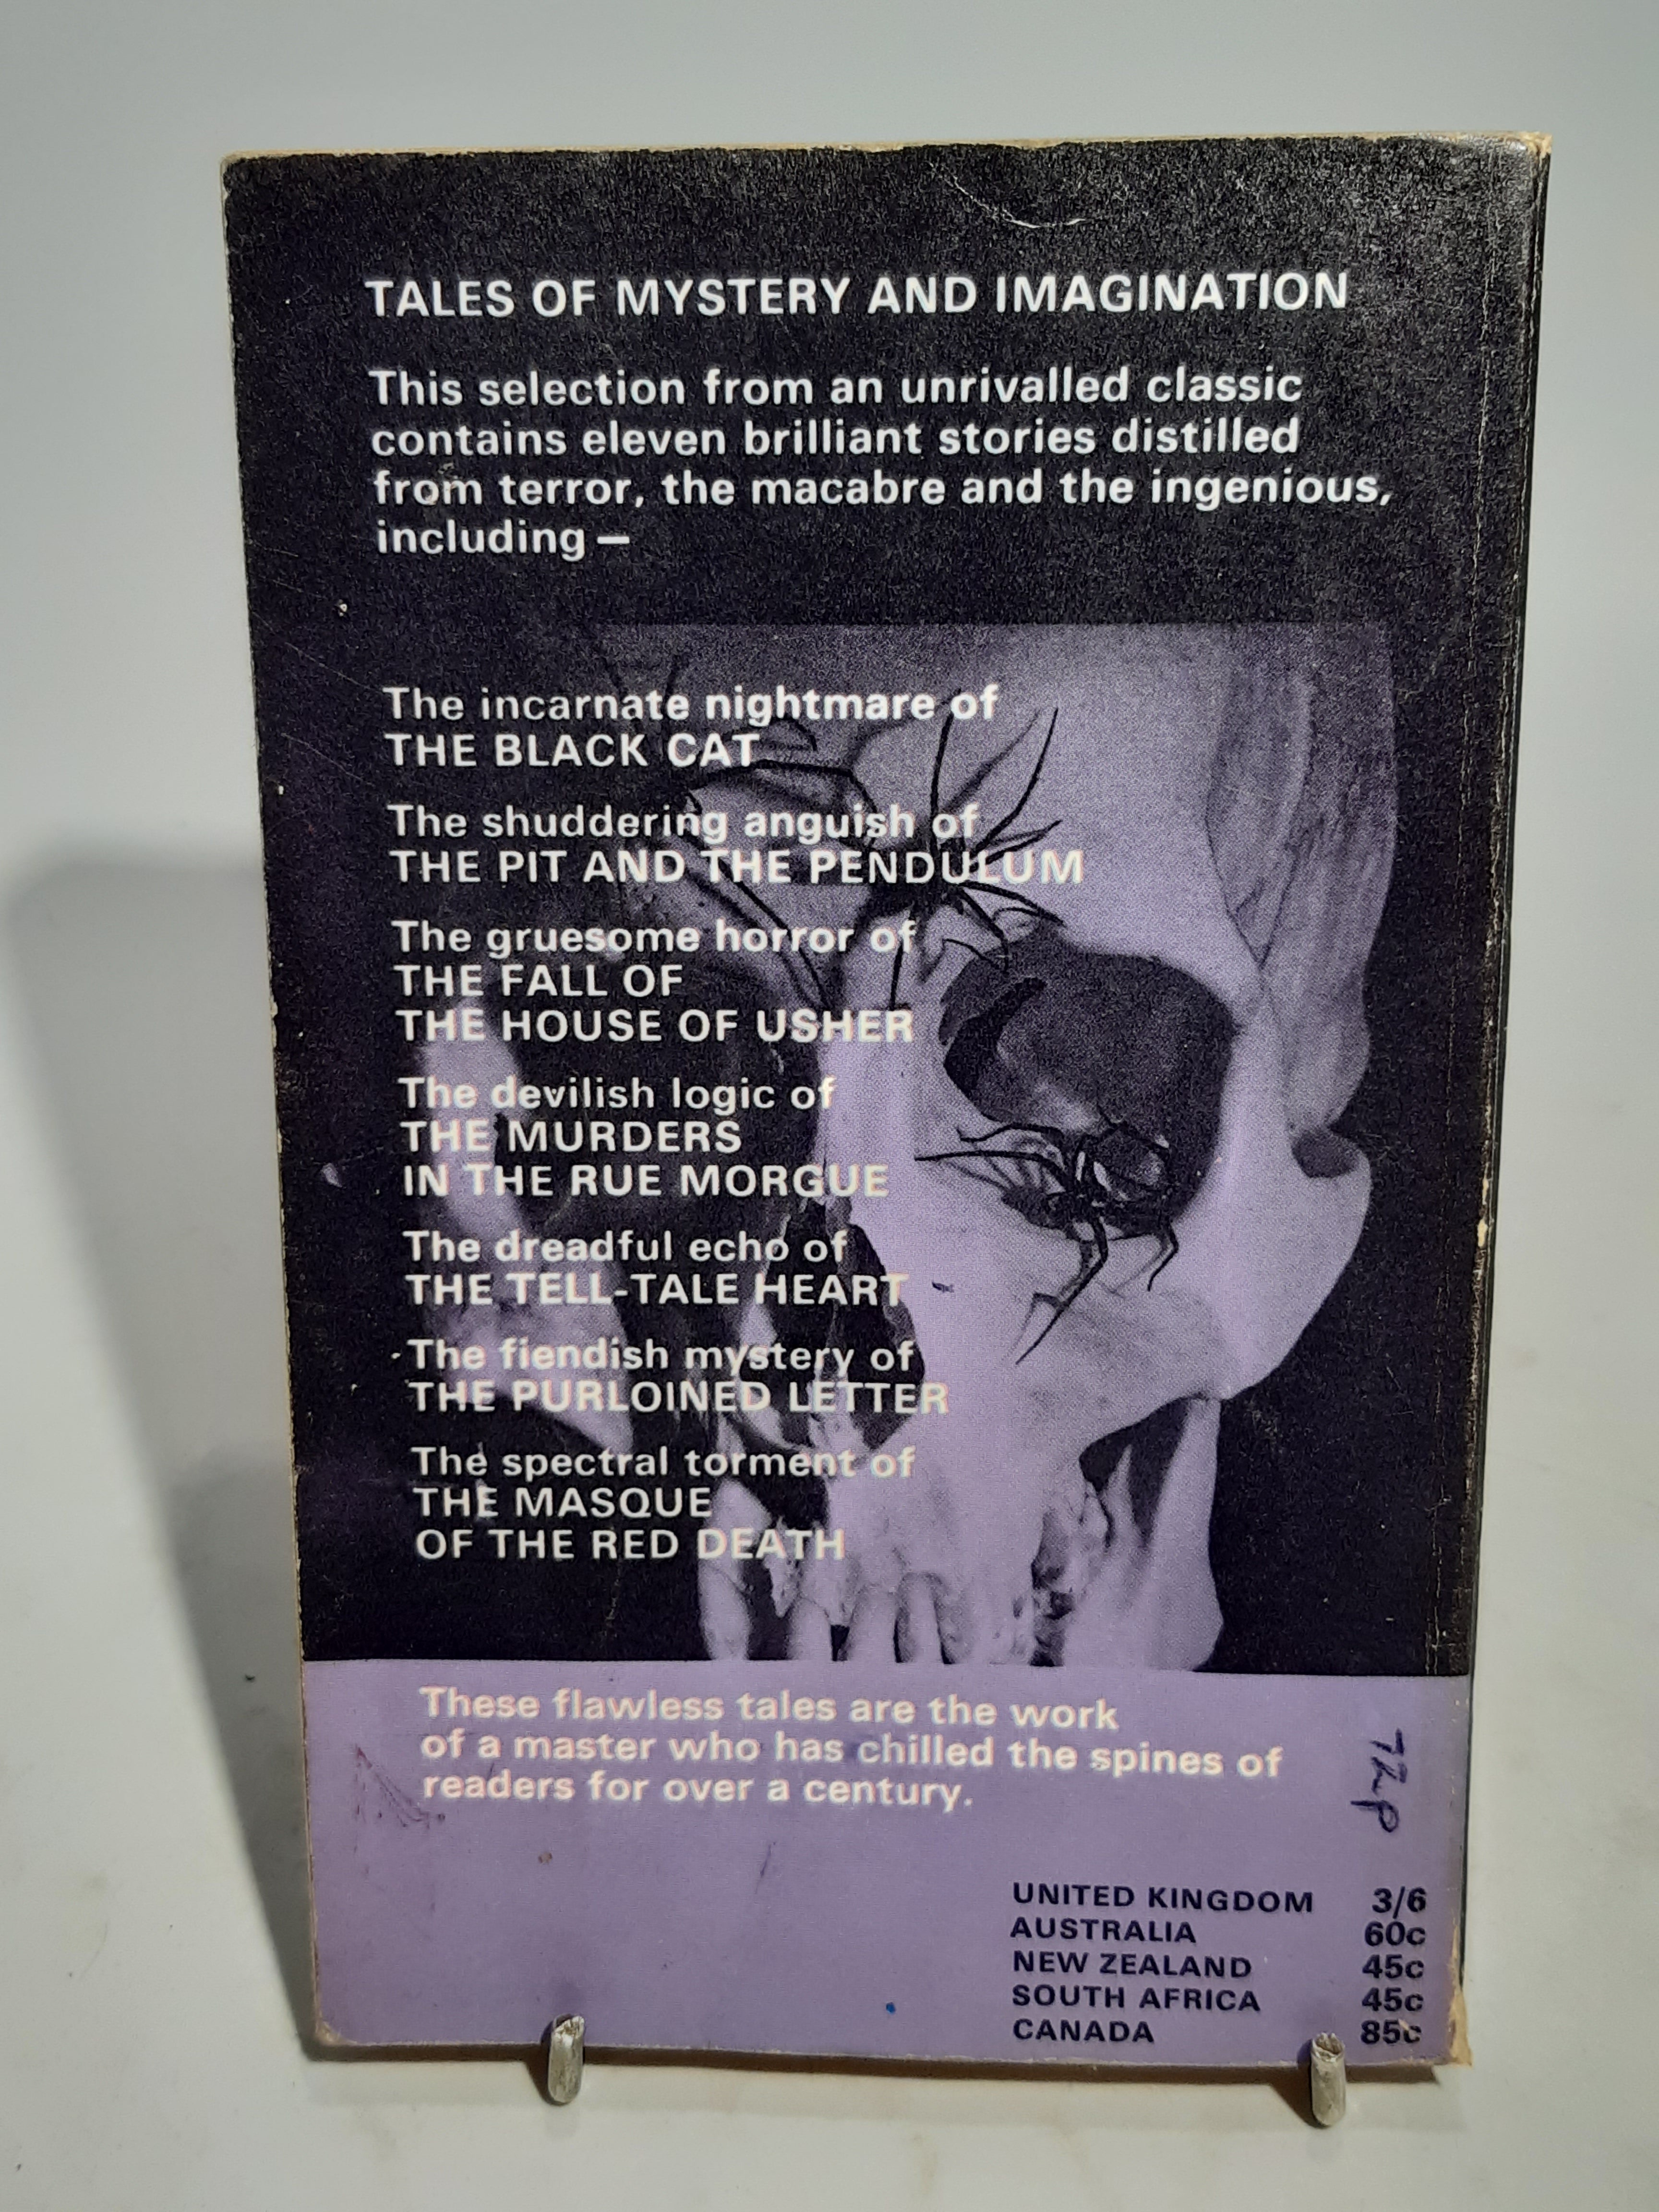 TALES OF MYSTERY AND IMAGINATION
This selection from an unrivalled classic
contains eleven brilliant stories distilled
from terror, the macabre and the ingenious,
including —
The incarnate nightmare of
THE BLACK CAT
The shuddering anguish of
THE PIT AND THE PENDULUM
The gruesome horror of
THE FALL OF
THE HOUSE OF USHER
The devilish logic of
THE MURDERS
IN THE RUE MORGUE
The dreadful echo of
THE TELL-TALE HEART
The fiendish mystery of
THE PURLOINED LETTER
The spectral torment of
THE MASQUE
OF THE RED DEATH
These flawless tales are the work
of a master who has chilled the spines of
readers for over a century.
UNITED KINGDOM 3/6
AUSTRALIA 60c
NEW ZEALAND 45c
SOUTH AFRICA 45c
CANADA 85c